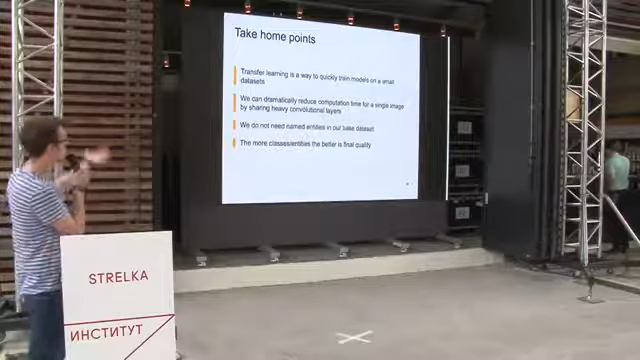 Take home points
Transfer learning is a way to quickly train models on a small
datasets
We can dramatically reduce computation time for a single image
by sharing heavy convolutional layers
We do not need named entities in our base dataset
The more classes/entities the better is final quality
STRELKA
ИНСТИТУТ